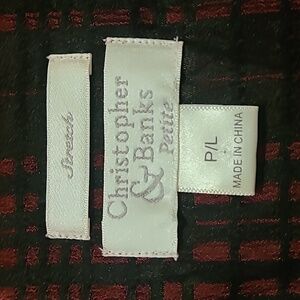 Stretch
Christopher
& Banks
Petite
P/L
MADE IN CHINA